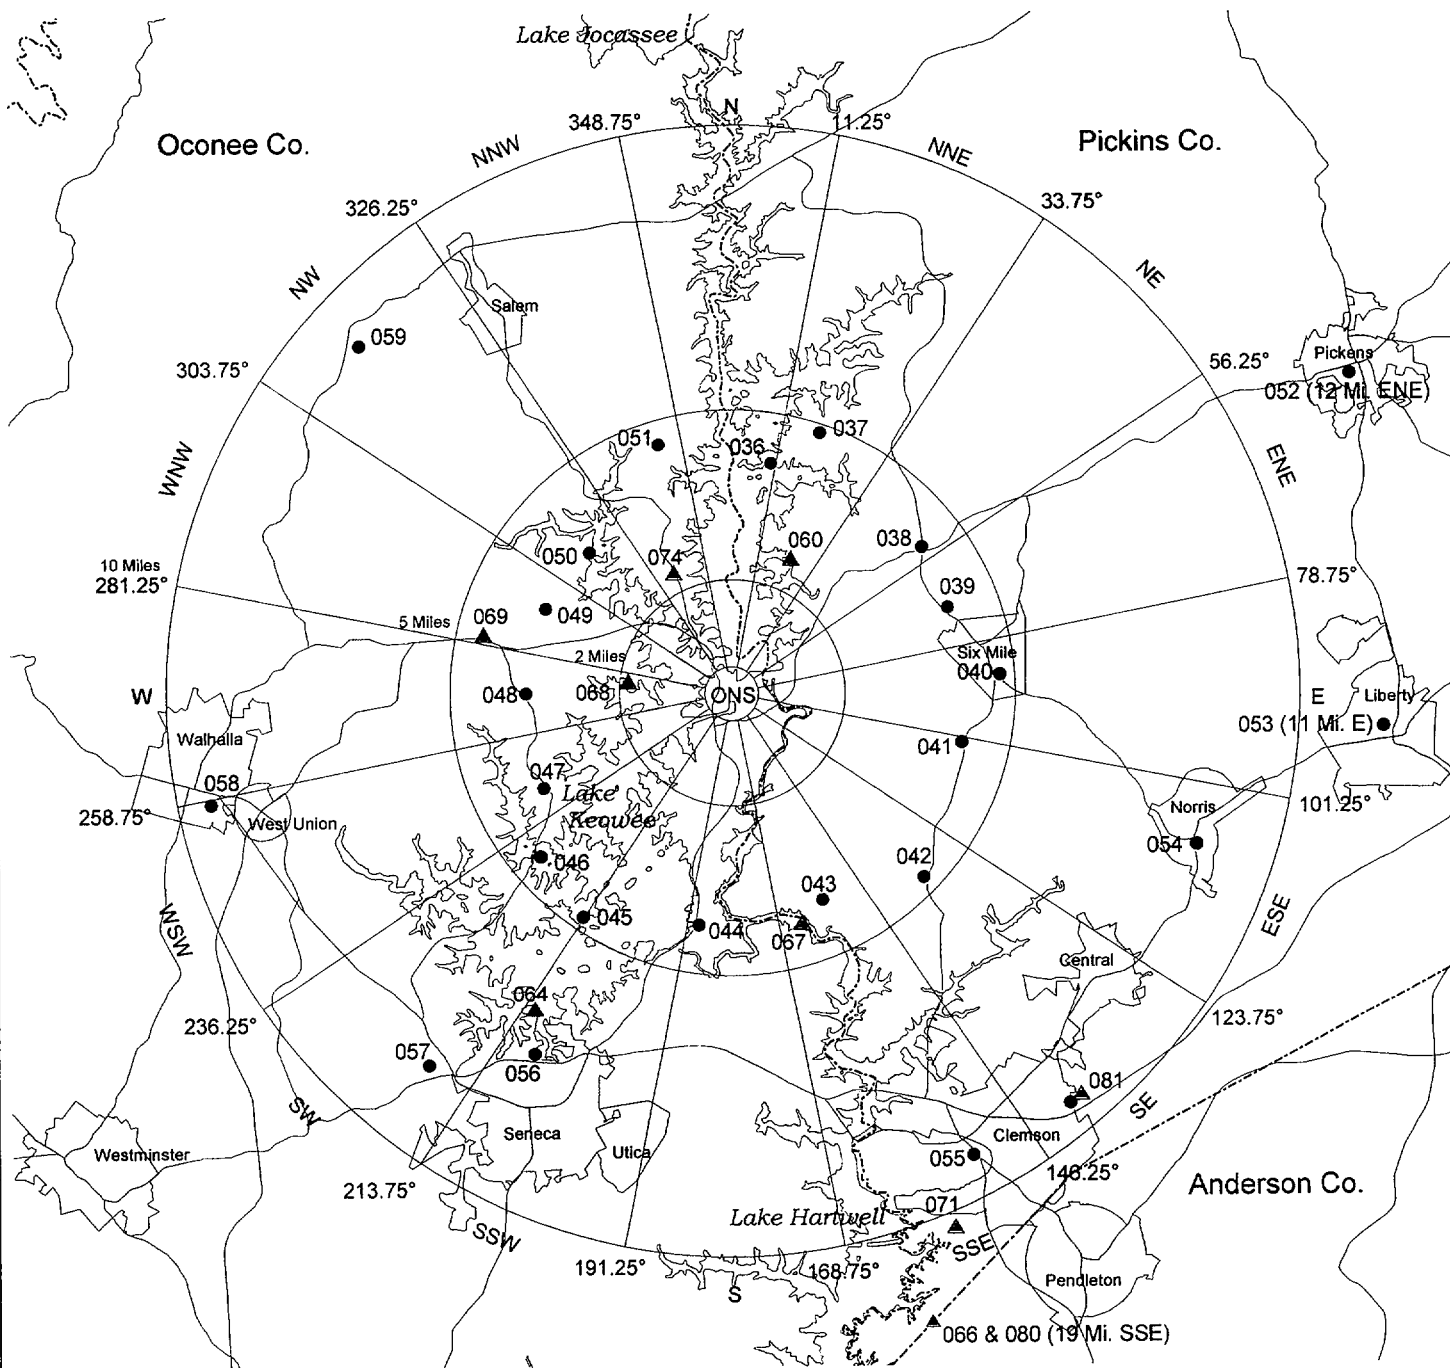 Lake Jocassee
N
348.75°
11.25°
Oconee Co.
NNW
NNE
Pickins Co.
326.25°
33.75°
NW
NE
Salem
059
303.75°
56.25°
Pickens
052 (12 Mi. ENE)
051
036
037
WNW
ENE
050
074
060
038
10 Miles
281.25°
78.75°
039
049
069
5 Miles
2 Miles
Six Mile
040
068
048
ONS
W
E
Liberty
053 (11 Mi. E)
Walhalla
041
047
058
Lake
Keowee
258.75°
West Union
101.25°
Norris
054
046
042
043
045
044
067
WSW
ESE
Central
064
236.25°
123.75°
057
056
081
SW
SE
Seneca
Clemson
Utica
Westminster
055
146.25°
213.75°
Anderson Co.
071
Lake Hartwell
SSW
SSE
191.25°
168.75°
S
Pendleton
066 & 080 (19 Mi. SSE)